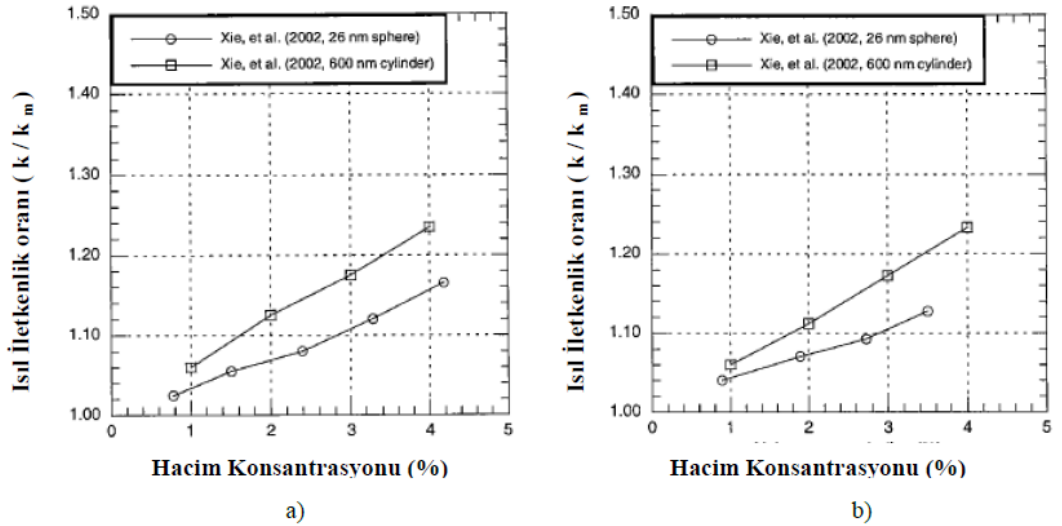 1.50
Xie, et al. (2002, 26 nm sphere)
Xie, et al. (2002, 600 nm cylinder)
1.40
1.30
1.20
1.10
1.00
0 1 2 3 4 5
Isıl İletkenlik oranı ( k / k m )
Hacim Konsantrasyonu (%)
a)
1.50
Xie, et al. (2002, 26 nm sphere)
Xie, et al. (2002, 600 nm cylinder)
1.40
1.30
1.20
1.10
1.00
0 1 2 3 4 5
Isıl İletkenlik oranı ( k / k m )
Hacim Konsantrasyonu (%)
b)